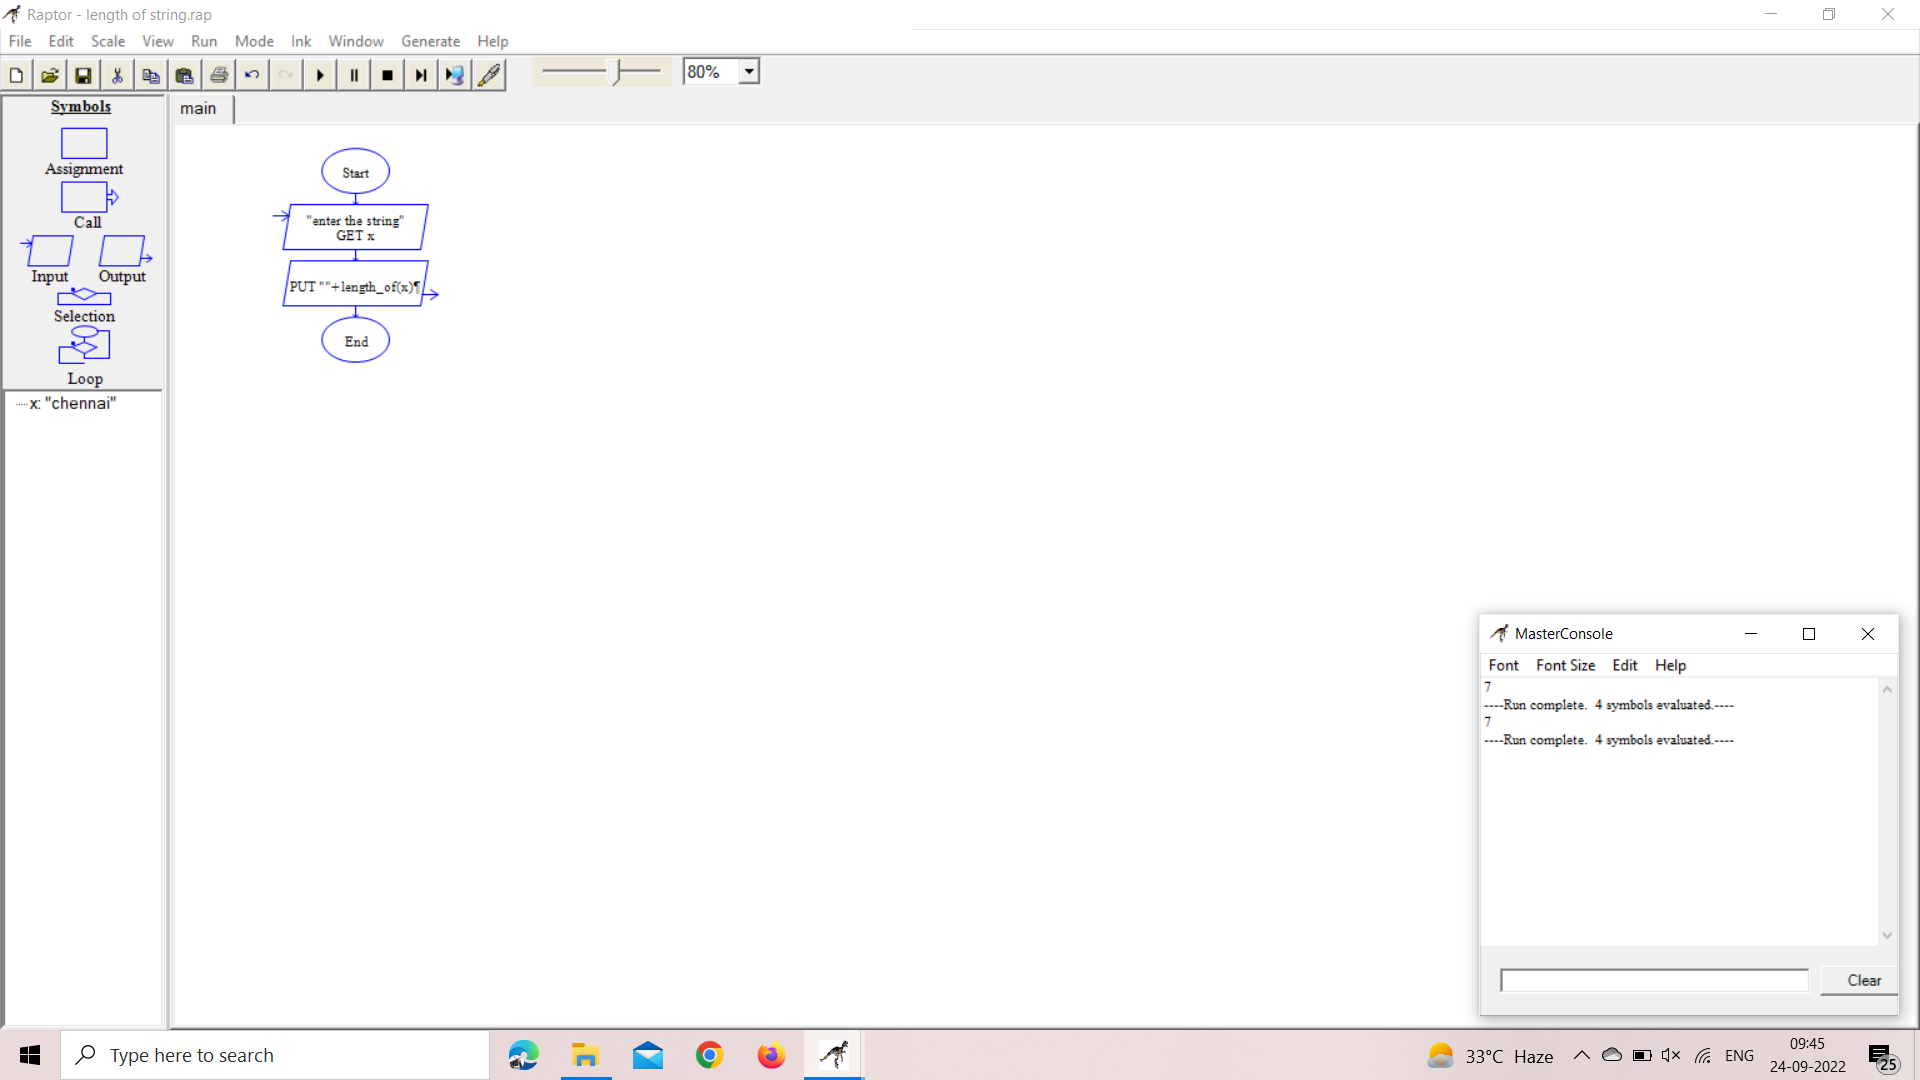 Raptor - length of string.rap
File Edit Scale View Run Mode Ink Window Generate Help
80%
Symbols
main
Assignment
Call
Input Output
Selection
Loop
x: "chennai"
Start
"enter the string"
GET x
PUT ""+length_of(x)¶
End
MasterConsole
Font Font Size Edit Help
7
----Run complete.  4 symbols evaluated.----
7
----Run complete.  4 symbols evaluated.----
Clear
Type here to search
33°C Haze
ENG
09:45
24-09-2022
25